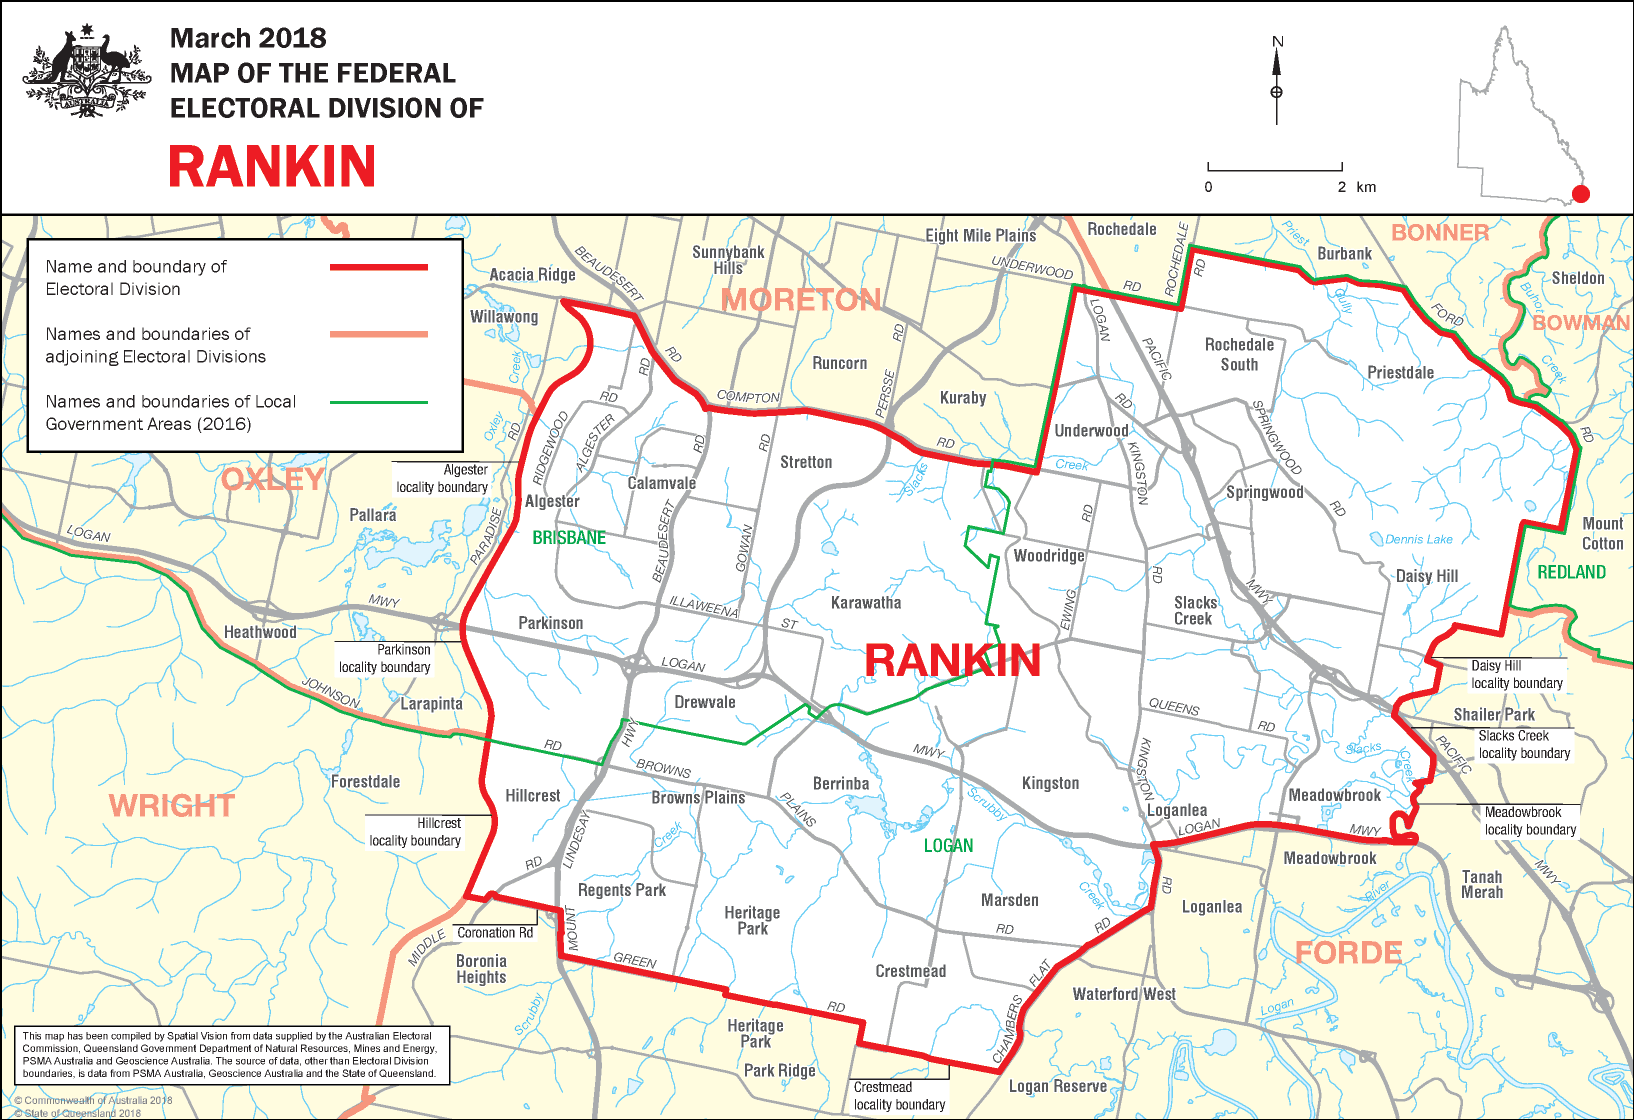 March 2018
MAP OF THE FEDERAL
ELECTORAL DIVISION OF
RANKIN
AUSTRALIA
N
0 2 km
Name and boundary of
Electoral Division
Names and boundaries of
adjoining Electoral Divisions
Names and boundaries of Local
Government Areas (2016)
Acacia Ridge
BEAUDESERT
RD
Sunnybank
Hills
Eight Mile Plains
UNDERWOOD
RD
Rochedale
ROCHEDALE
RD
Priest
Gully
Burbank
BONNER
Sheldon
Buhot
Creek
BOWMAN
Willawong
MORETON
Runcorn
PERSSE
RD
Kuraby
LOGAN
RD
PACIFIC
MWY
Rochedale
South
FORD
RD
Priestdale
Oxley
Creek
COMPTON
RD
RIDGEWOOD
RD
ALGESTER
RD
Underwood
Creek
Slacks
KINGSTON
RD
SPRINGWOOD
RD
OXLEY
Algester
locality boundary
Algester
Calamvale
RD
BEAUDESERT
RD
GOWAN
Stretton
Springwood
Pallara
PARADISE
RD
BRISBANE
Woodridge
RD
EWING
Dennis Lake
Mount
Cotton
REDLAND
Daisy Hill
LOGAN
MWY
Heathwood
Parkinson
ILLAWEENA
ST
Karawatha
Slacks
Creek
RANKIN
Parkinson
locality boundary
LOGAN
JOHNSON
RD
Larapinta
Drewvale
QUEENS
RD
Daisy Hill
locality boundary
Shailer Park
Slacks Creek
locality boundary
PACIFIC
MWY
HWY
MWY
KINGSTON
RD
Slacks
Creek
Forestdale
WRIGHT
Hillcrest
BROWNS
PLAINS
Browns Plains
Berrinba
Kingston
Scrubby
Creek
Loganlea
Meadowbrook
Meadowbrook
locality boundary
Hillcrest
locality boundary
LINDESAY
MOUNT
RD
Creek
LOGAN
LOGAN
MWY
Meadowbrook
Tanah
Merah
River
Regents Park
Heritage
Park
Marsden
RD
RD
Loganlea
Coronation Rd
MIDDLE
Boronia
Heights
GREEN
RD
Crestmead
CHAMBERS
FLAT
FORDE
Waterford West
Logan
Scrubby
Heritage
Park
Park Ridge
Crestmead
locality boundary
Logan Reserve
This map has been compiled by Spatial Vision from data supplied by the Australian Electoral
Commission, Queensland Government Department of Natural Resources, Mines and Energy,
PSMA Australia and Geoscience Australia. The source of data, other than Electoral Division
boundaries, is data from PSMA Australia, Geoscience Australia and the State of Queensland.
© Commonwealth of Australia 2018
© State of Queensland 2018